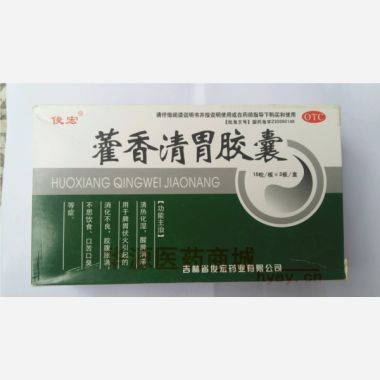 俊宏®
请仔细阅读说明书并按说明使用或在药师指导下购买和使用
OTC
藿香清胃胶囊
HUOXIANG QINGWEI JIAONANG
【功能主治】
清热化湿，醒脾消滞。
用于脾胃伏火引起的
消化不良，脘腹胀满，
不思饮食，口苦口臭
等症。
医药商城
吉林省俊宏药业有限公司